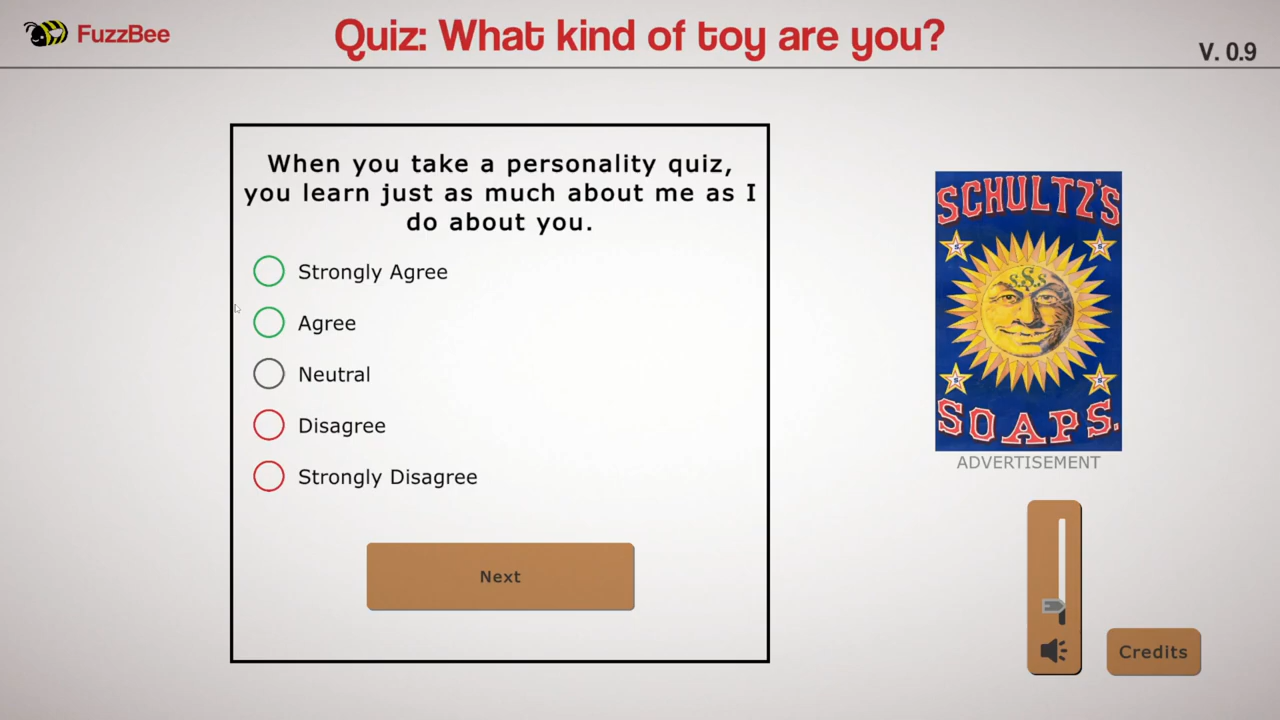 FuzzBee
Quiz: What kind of toy are you?
V. 0.9
When you take a personality quiz,
you learn just as much about me as I
do about you.
Strongly Agree
Agree
Neutral
Disagree
Strongly Disagree
Next
SCHULTZ'S
SOAPS.
ADVERTISEMENT
Credits